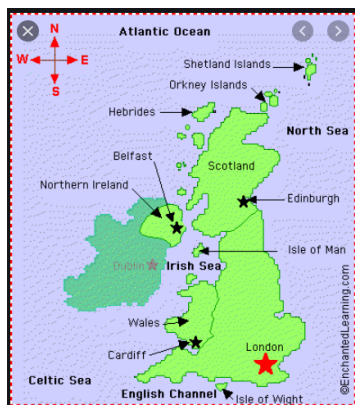 Atlantic Ocean
N
W E
S
Shetland Islands
Orkney Islands
Hebrides
North Sea
Belfast
Scotland
Northern Ireland
Edinburgh
Isle of Man
Dublin
Irish Sea
Wales
London
Cardiff
Celtic Sea
English Channel
Isle of Wight
©EnchantedLearning.com